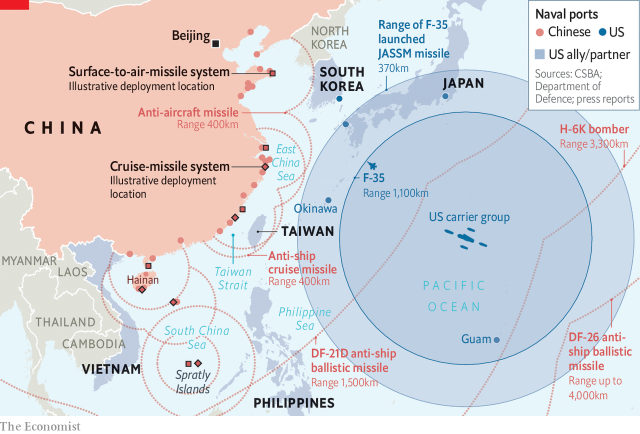 Beijing
NORTH
KOREA
Range of F-35
launched
JASSM missile
370km
Naval ports
Chinese
US
US ally/partner
Sources: CSBA;
Department of
Defence; press reports
Surface-to-air-missile system
Illustrative deployment location
SOUTH
KOREA
JAPAN
Anti-aircraft missile
Range 400km
CHINA
H-6K bomber
Range 3,300km
East
China
Sea
Cruise-missile system
Illustrative deployment
location
F-35
Range 1,100km
Okinawa
US carrier group
TAIWAN
MYANMAR
LAOS
Hainan
Taiwan
Strait
Anti-ship
cruise missile
Range 400km
PACIFIC
OCEAN
THAILAND
CAMBODIA
VIETNAM
South China
Sea
Philippine
Sea
Guam
DF-21D anti-ship
ballistic missile
Range 1,500km
DF-26 anti-
ship ballistic
missile
Range up to
4,000km
Spratly
Islands
PHILIPPINES
The Economist